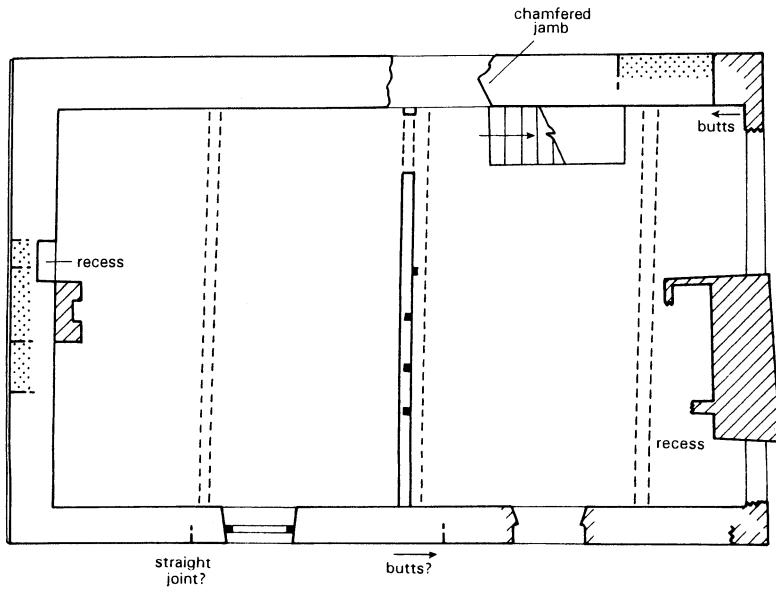 chamfered
jamb
butts
recess
recess
straight
joint?
butts?